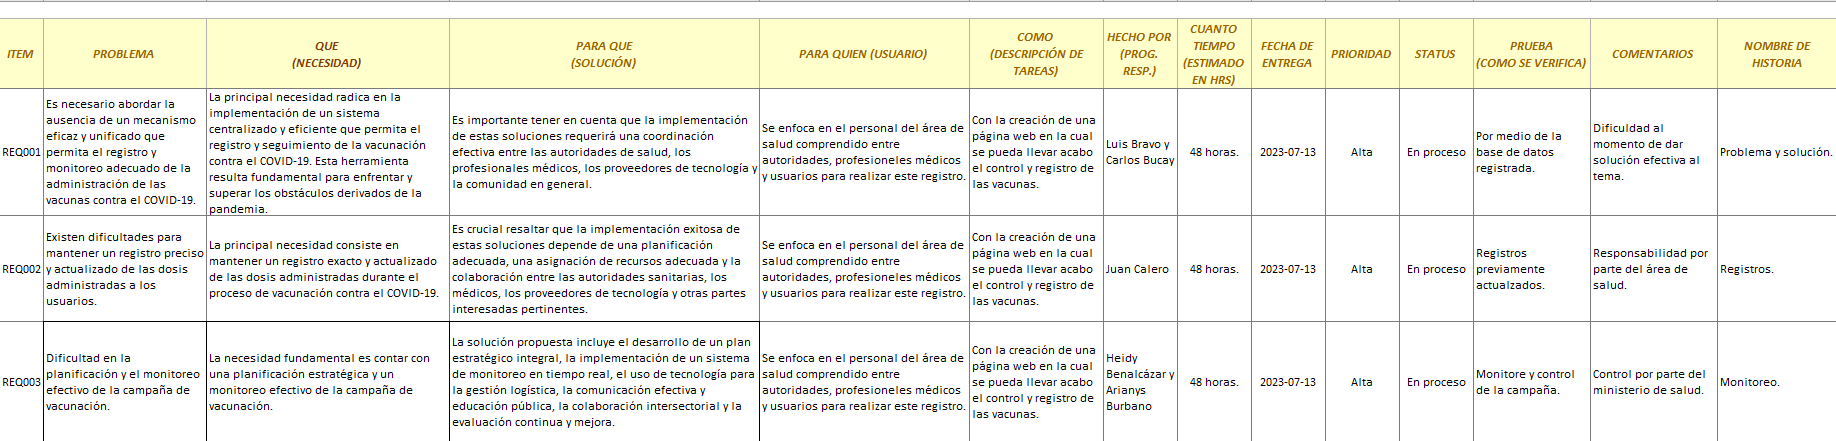 ITEM
PROBLEMA
QUE
(NECESIDAD)
PARA QUE
(SOLUCIÓN)
PARA QUIEN (USUARIO)
COMO
(DESCRIPCIÓN DE
TAREAS)
HECHO POR
(PROG.
RESP.)
CUANTO
TIEMPO
(ESTIMADO
EN HRS)
FECHA DE
ENTREGA
PRIORIDAD
STATUS
PRUEBA
(COMO SE VERIFICA)
COMENTARIOS
NOMBRE DE
HISTORIA
REQ001
Es necesario abordar la
ausencia de un mecanismo
eficaz y unificado que
permita el registro y
monitoreo adecuado de la
administración de las
vacunas contra el COVID-19.
La principal necesidad radica en la
implementación de un sistema
centralizado y eficiente que permita el
registro y seguimiento de la vacunación
contra el COVID-19. Esta herramienta
resulta fundamental para enfrentar y
superar los obstáculos derivados de la
pandemia.
Es importante tener en cuenta que la implementación
de estas soluciones requerirá una coordinación
efectiva entre las autoridades de salud, los
profesionales médicos, los proveedores de tecnología y
la comunidad en general.
Se enfoca en el personal del área de
salud comprendido entre
autoridades, profesioneles médicos
y usuarios para realizar este registro.
Con la creación de una
página web en la cual
se pueda llevar acabo
el control y registro de
las vacunas.
Luis Bravo y
Carlos Bucay
48 horas.
2023-07-13
Alta
En proceso
Por medio de la
base de datos
registrada.
Dificuldad al
momento de dar
solución efectiva al
tema.
Problema y solución.
REQ002
Existen dificultades para
mantener un registro preciso
y actualizado de las dosis
administradas a los
usuarios.
La principal necesidad consiste en
mantener un registro exacto y actualizado
de las dosis administradas durante el
proceso de vacunación contra el COVID-19.
Es crucial resaltar que la implementación exitosa de
estas soluciones depende de una planificación
adecuada, una asignación de recursos adecuada y la
colaboración entre las autoridades sanitarias, los
médicos, los proveedores de tecnología y otras partes
interesadas pertinentes.
Se enfoca en el personal del área de
salud comprendido entre
autoridades, profesioneles médicos
y usuarios para realizar este registro.
Con la creación de una
página web en la cual
se pueda llevar acabo
el control y registro de
las vacunas.
Juan Calero
48 horas.
2023-07-13
Alta
En proceso
Registros
previamente
actualzados.
Responsabilidad por
parte del área de
salud.
Registros.
REQ003
Dificultad en la
planificación y el monitoreo
efectivo de la campaña de
vacunación.
La necesidad fundamental es contar con
una planificación estratégica y un
monitoreo efectivo de la campaña de
vacunación.
La solución propuesta incluye el desarrollo de un plan
estratégico integral, la implementación de un sistema
de monitoreo en tiempo real, el uso de tecnología para
la gestión logística, la comunicación efectiva y
educación pública, la colaboración intersectorial y la
evaluación continua y mejora.
Se enfoca en el personal del área de
salud comprendido entre
autoridades, profesioneles médicos
y usuarios para realizar este registro.
Con la creación de una
página web en la cual
se pueda llevar acabo
el control y registro de
las vacunas.
Heidy
Benalcázar y
Arianys
Burbano
48 horas.
2023-07-13
Alta
En proceso
Monitore y control
de la campaña.
Control por parte del
ministerio de salud.
Monitoreo.